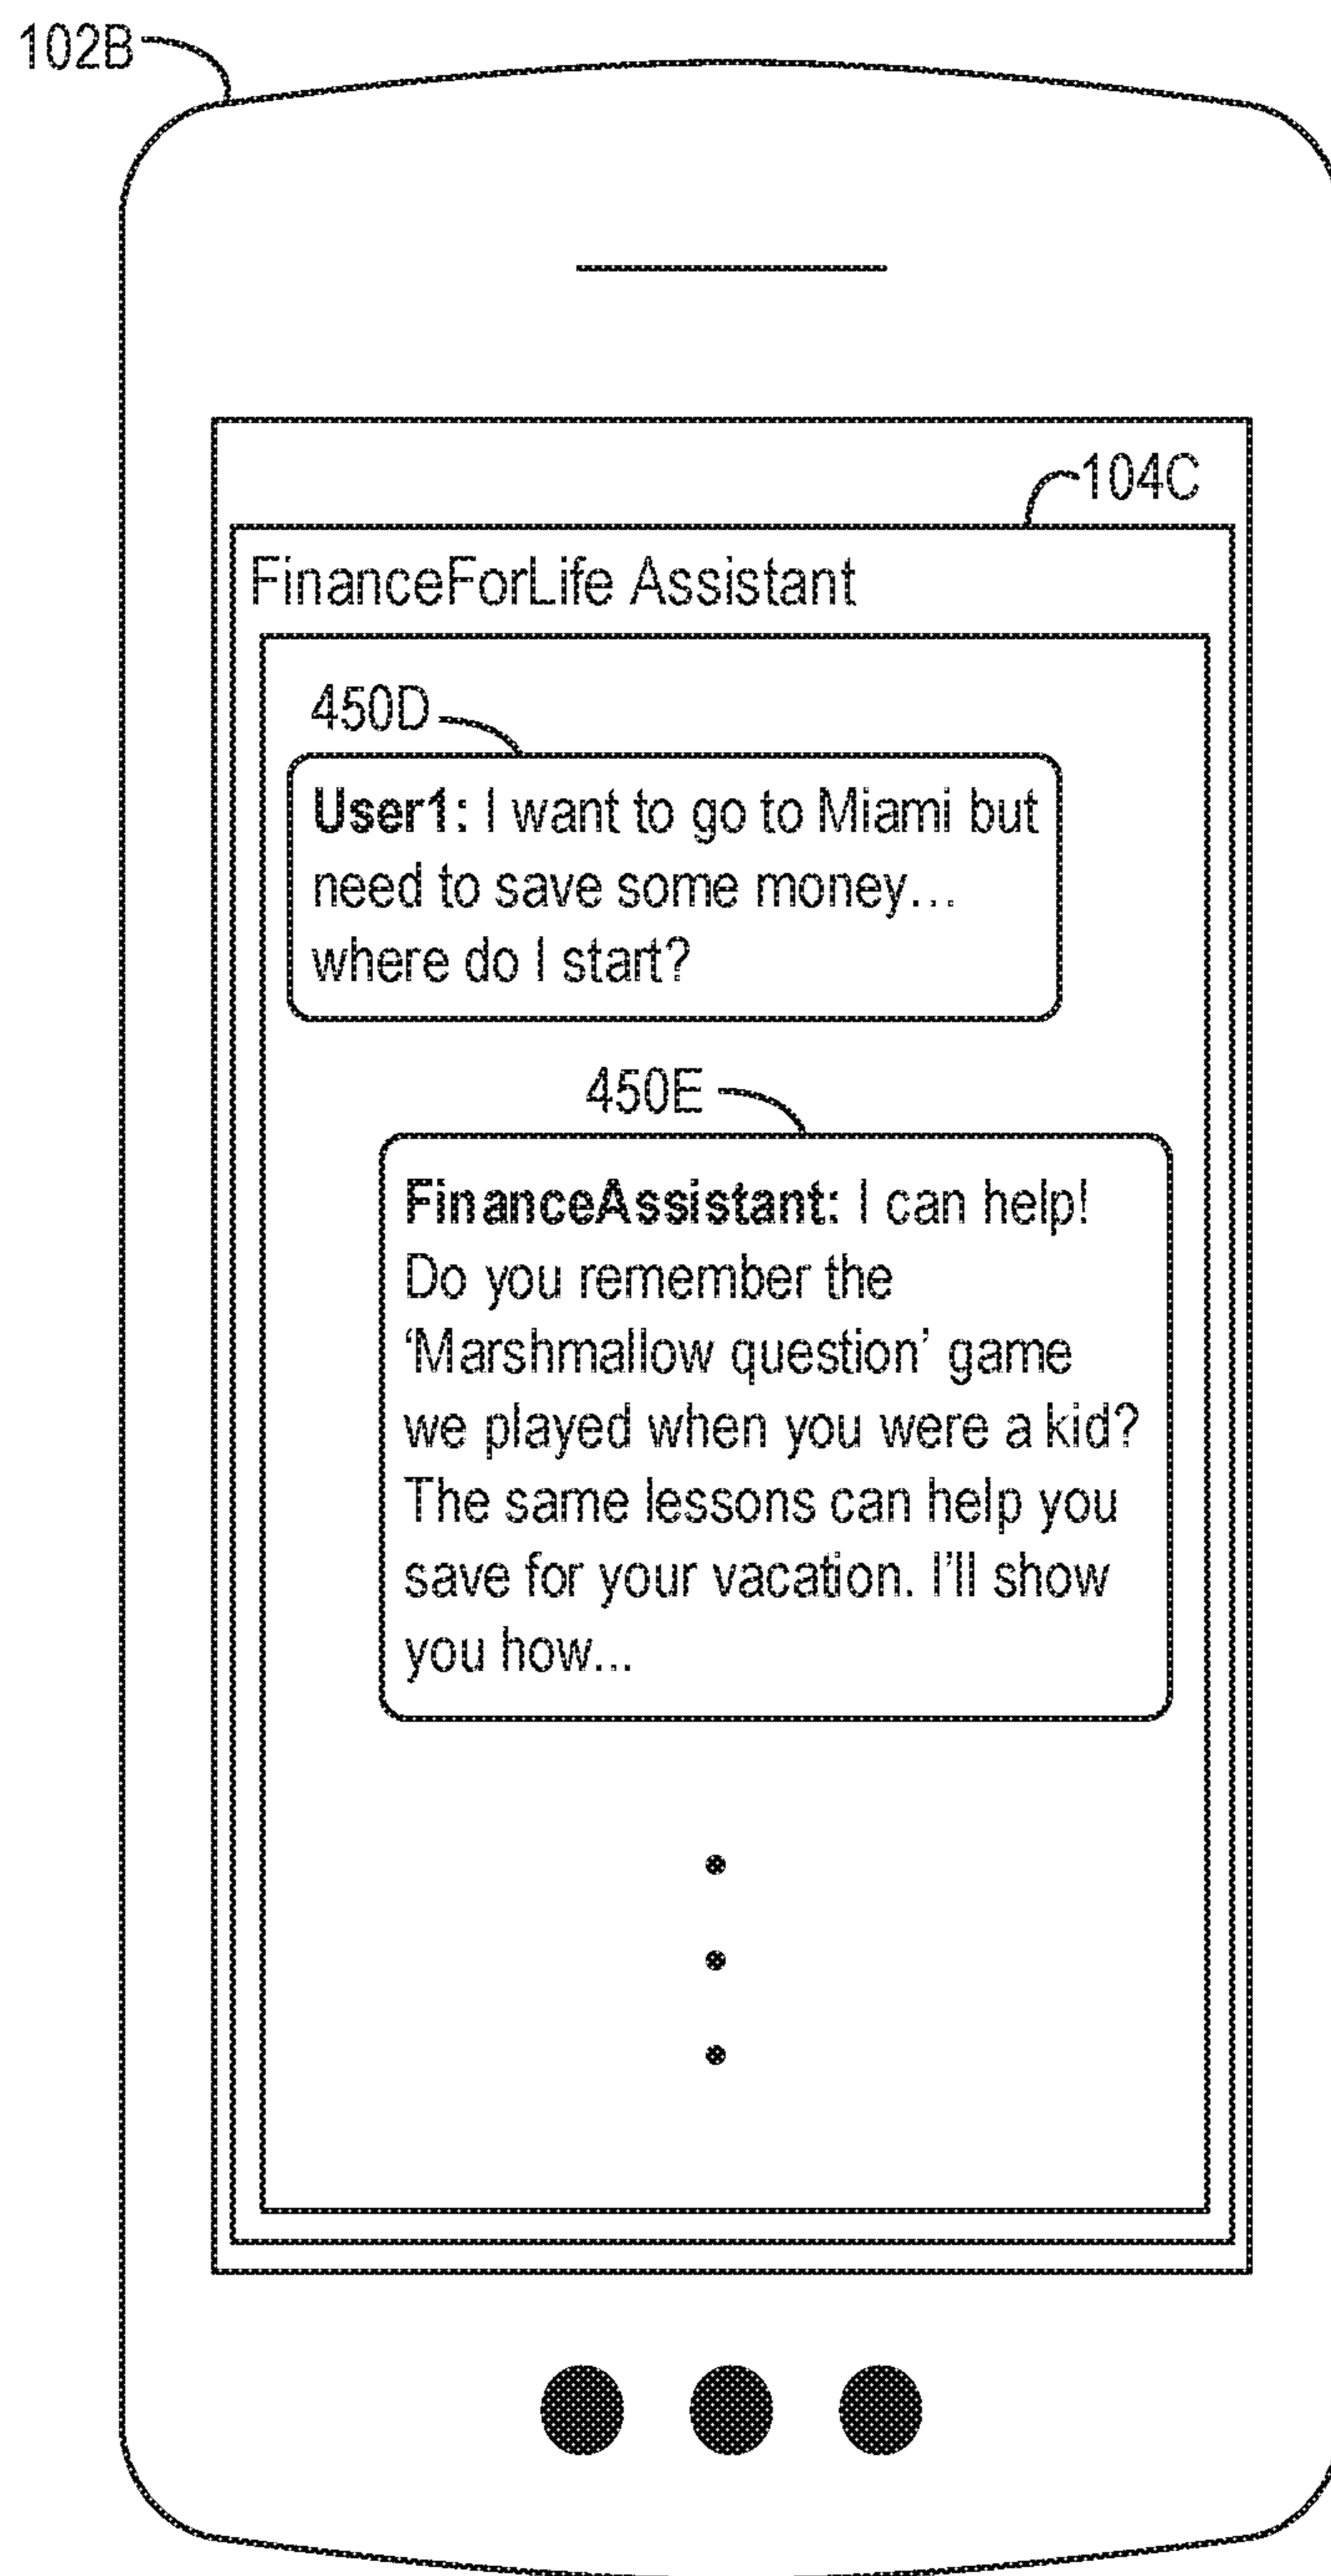 102B
104C
FinanceForLife Assistant
450D
User1: I want to go to Miami but
need to save some money...
where do I start?
450E
FinanceAssistant: I can help!
Do you remember the
‘Marshmallow question’ game
we played when you were a kid?
The same lessons can help you
save for your vacation. I’ll show
you how...